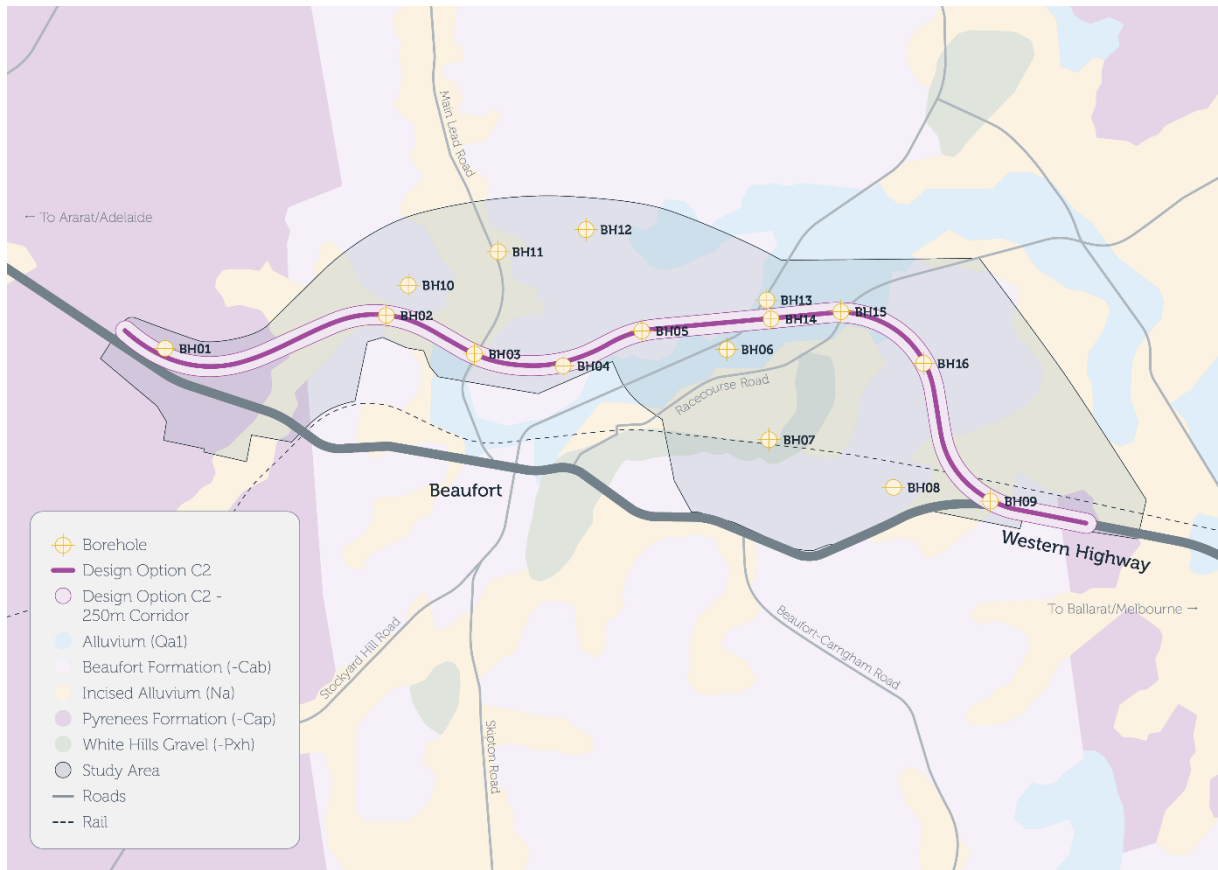 Main Lead Road
← To Ararat/Adelaide
BH12
BH11
BH10
BH13
BH02
BH14
BH15
BH05
BH01
BH03
BH06
BH04
BH16
Racecourse Road
BH07
Beaufort
BH08
BH09
Western Highway
To Ballarat/Melbourne →
Stockyard Hill Road
Beaufort-Carngham Road
Skipton Road
Borehole
Design Option C2
Design Option C2 -
250m Corridor
Alluvium (Qa1)
Beaufort Formation (-Cab)
Incised Alluvium (Na)
Pyrenees Formation (-Cap)
White Hills Gravel (-Pxh)
Study Area
Roads
Rail